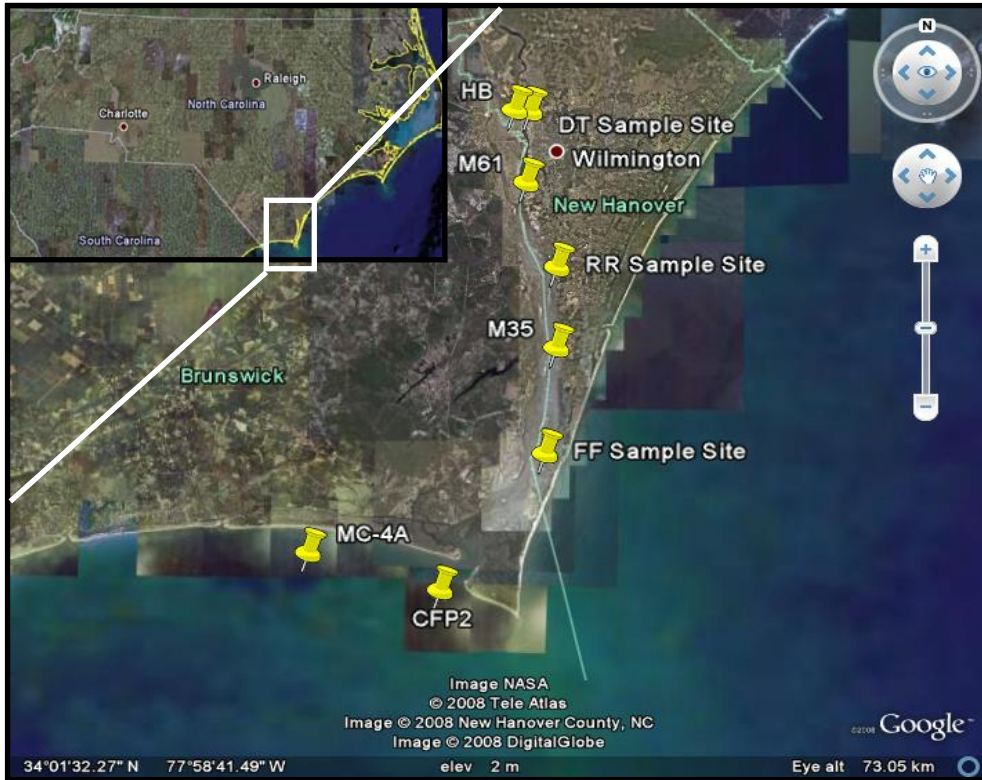 Raleigh
North Carolina
Charlotte
South Carolina
N
HB
DT Sample Site
Wilmington
M61
New Hanover
RR Sample Site
M35
Brunswick
FF Sample Site
MC-4A
CFP2
Image NASA
© 2008 Tele Atlas
Image © 2008 New Hanover County, NC
Image © 2008 DigitalGlobe
©2008 Google™
34°01'32.27" N 77°58'41.49" W elev 2 m Eye alt 73.05 km